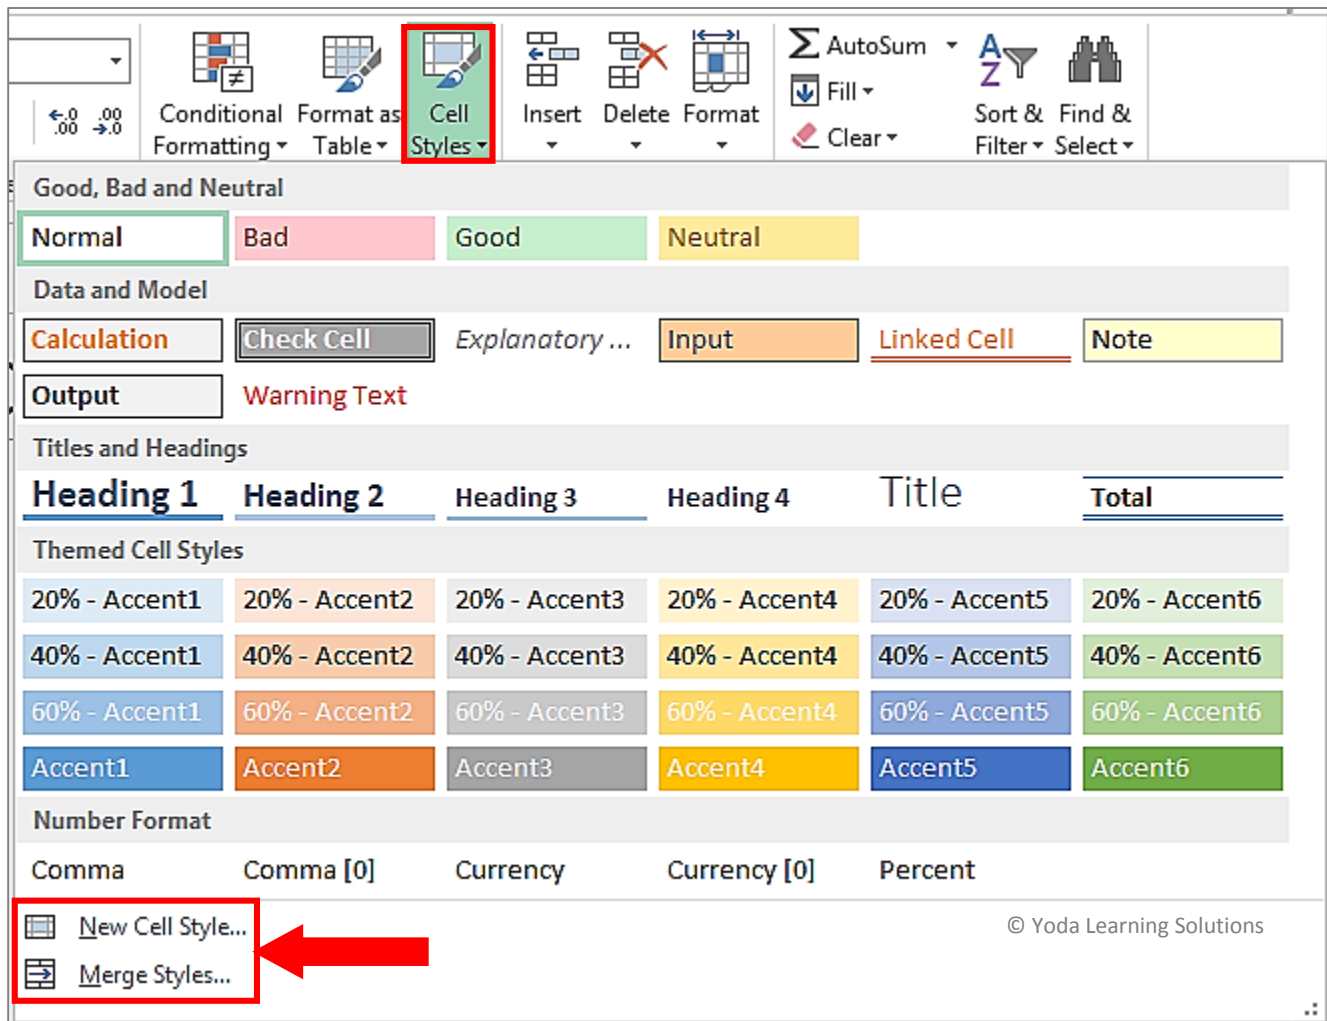 Conditional Formatting
Format as Table
Cell Styles
Insert
Delete
Format
AutoSum
Fill
Clear
Sort & Filter
Find & Select
Good, Bad and Neutral
Normal Bad Good Neutral
Data and Model
Calculation Check Cell Explanatory ... Input Linked Cell Note
Output Warning Text
Titles and Headings
Heading 1 Heading 2 Heading 3 Heading 4 Title Total
Themed Cell Styles
20% - Accent1 20% - Accent2 20% - Accent3 20% - Accent4 20% - Accent5 20% - Accent6
40% - Accent1 40% - Accent2 40% - Accent3 40% - Accent4 40% - Accent5 40% - Accent6
60% - Accent1 60% - Accent2 60% - Accent3 60% - Accent4 60% - Accent5 60% - Accent6
Accent1 Accent2 Accent3 Accent4 Accent5 Accent6
Number Format
Comma Comma [0] Currency Currency [0] Percent
New Cell Style...
© Yoda Learning Solutions
Merge Styles...